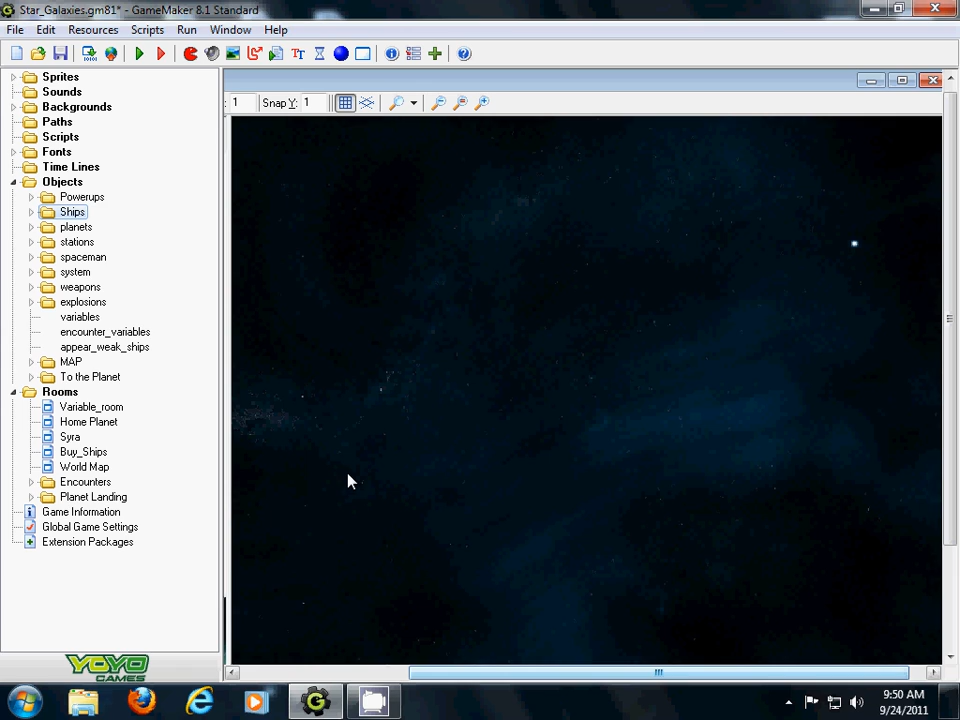 Star_Galaxies.gm81* - GameMaker 8.1 Standard
File Edit Resources Scripts Run Window Help
: 1 Snap Y: 1
Sprites
Sounds
Backgrounds
Paths
Scripts
Fonts
Time Lines
Objects
Powerups
Ships
planets
stations
spaceman
system
weapons
explosions
variables
encounter_variables
appear_weak_ships
MAP
To the Planet
Rooms
Variable_room
Home Planet
Syra
Buy_Ships
World Map
Encounters
Planet Landing
Game Information
Global Game Settings
Extension Packages
YOYO
GAMES
9:50 AM
9/24/2011